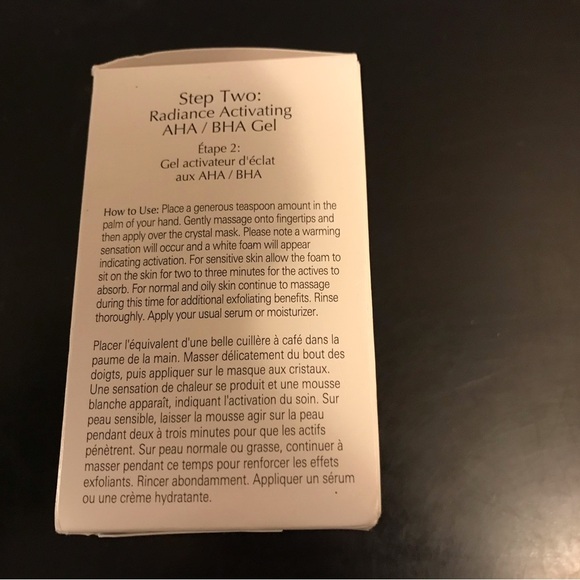 Step Two:
Radiance Activating
AHA / BHA Gel
Étape 2:
Gel activateur d'éclat
aux AHA / BHA
How to Use: Place a generous teaspoon amount in the
palm of your hand. Gently massage onto fingertips and
then apply over the crystal mask. Please note a warming
sensation will occur and a white foam will appear
indicating activation. For sensitive skin allow the foam to
sit on the skin for two to three minutes for the actives to
absorb. For normal and oily skin continue to massage
during this time for additional exfoliating benefits. Rinse
thoroughly. Apply your usual serum or moisturizer.
Placer l'équivalent d'une belle cuillère à café dans la
paume de la main. Masser délicatement du bout des
doigts, puis appliquer sur le masque aux cristaux.
Une sensation de chaleur se produit et une mousse
blanche apparaît, indiquant l'activation du soin. Sur
peau sensible, laisser la mousse agir sur la peau
pendant deux à trois minutes pour que les actifs
pénètrent. Sur peau normale ou grasse, continuer à
masser pendant ce temps pour renforcer les effets
exfoliants. Rincer abondamment. Appliquer un sérum
ou une crème hydratante.